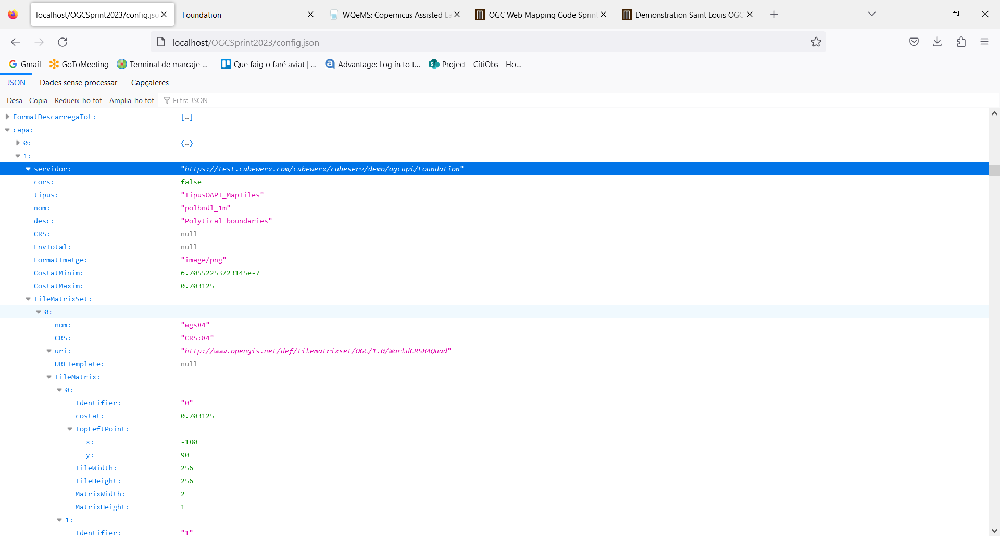 localhost/OGCSprint2023/config.jso
Foundation
WQeMS: Copernicus Assisted La
OGC Web Mapping Code Sprint
Demonstration Saint Louis OGC
localhost/OGCSprint2023/config.json
Gmail GoToMeeting Terminal de marcaje ... Que faig o faré aviat | ... Advantage: Log in to t... Project - CitiObs - Ho...
JSON Dades sense processar Capçaleres
Desa Copia Redueix-ho tot Amplia-ho tot Filtra JSON
FormatDescarregaTot: […]
capa:
0: {…}
1:
servidor: "https://test.cubewerx.com/cubewerx/cubeserv/demo/ogcapi/Foundation"
cors: false
tipus: "TipusOAPI_MapTiles"
nom: "polbndl_1m"
desc: "Polytical boundaries"
CRS: null
EnvTotal: null
FormatImatge: "image/png"
CostatMinim: 6.70552253723145e-7
CostatMaxim: 0.703125
TileMatrixSet:
0:
nom: "wgs84"
CRS: "CRS:84"
uri: "http://www.opengis.net/def/tilematrixset/OGC/1.0/WorldCRS84Quad"
URLTemplate: null
TileMatrix:
0:
Identifier: "0"
costat: 0.703125
TopLeftPoint:
x: -180
y: 90
TileWidth: 256
TileHeight: 256
MatrixWidth: 2
MatrixHeight: 1
1:
Identifier: "1"